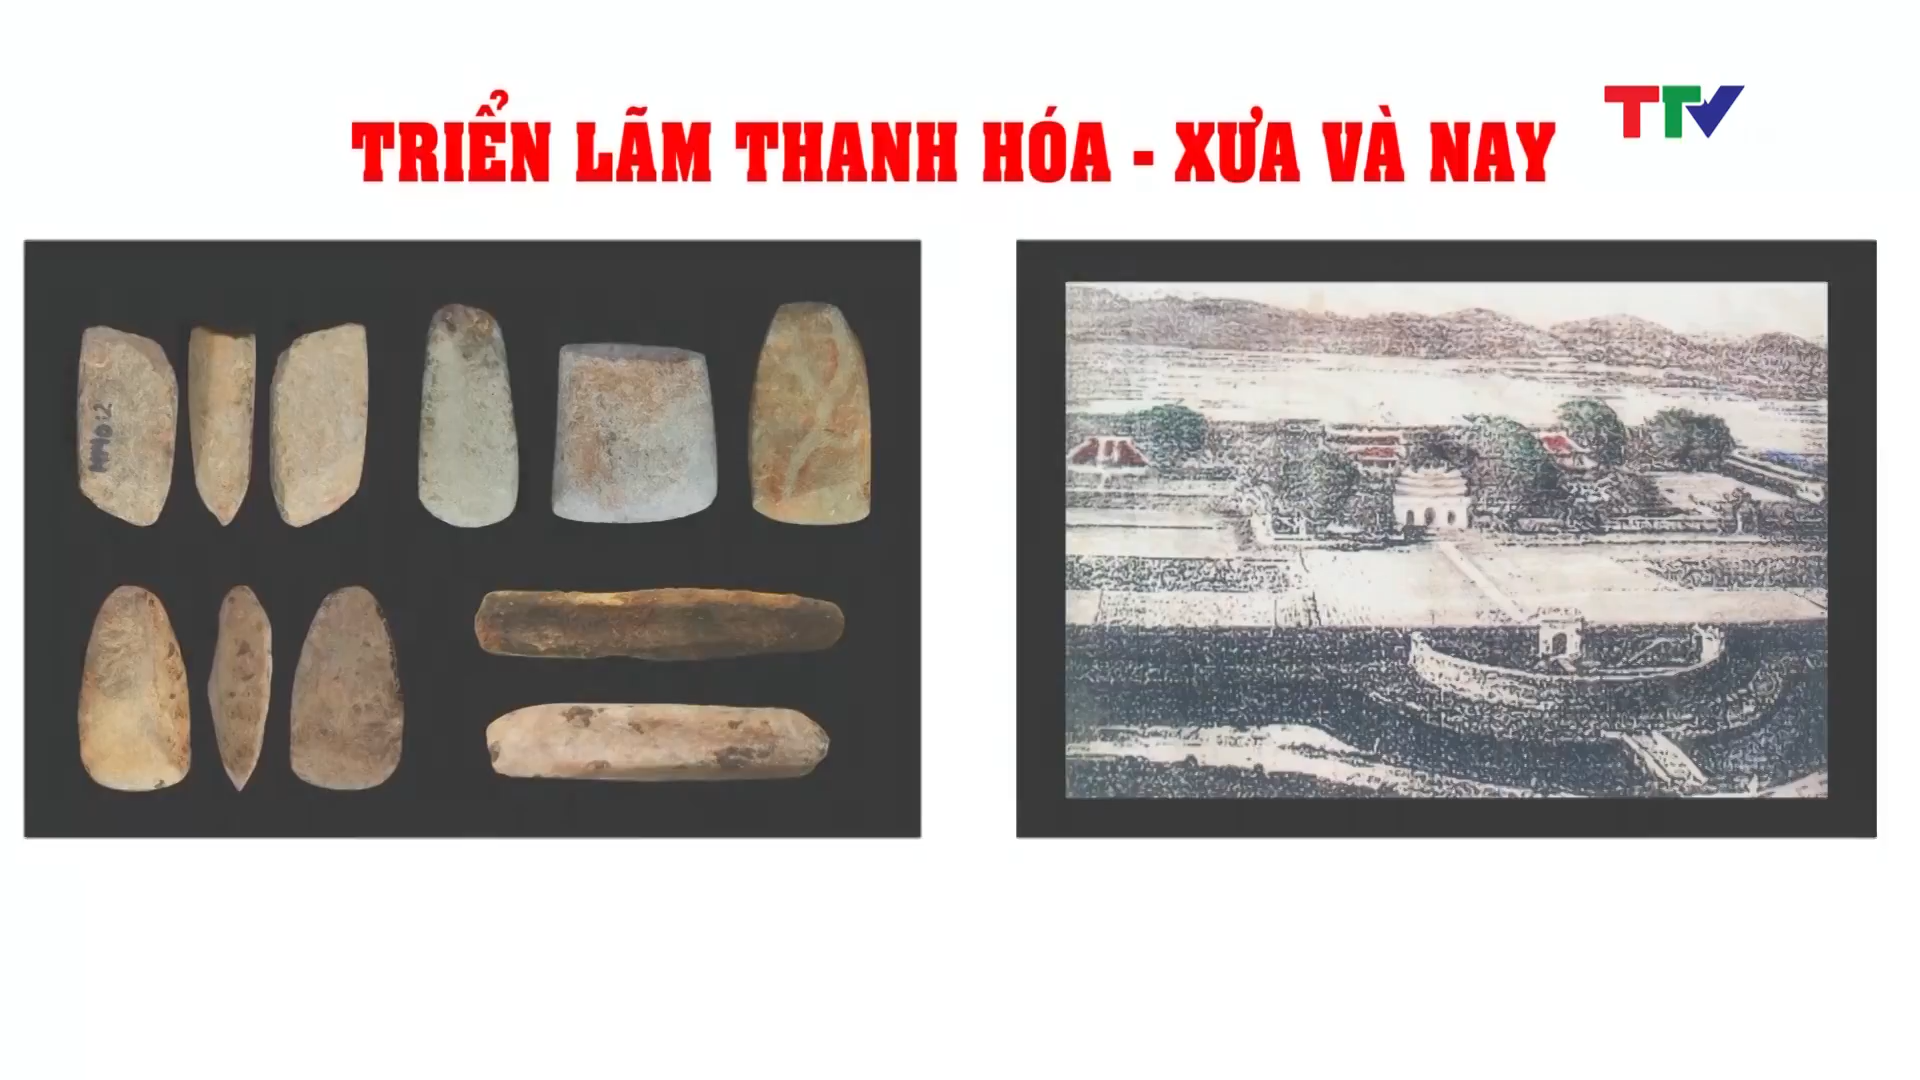 TTV
TRIỂN LÃM THANH HÓA - XƯA VÀ NAY